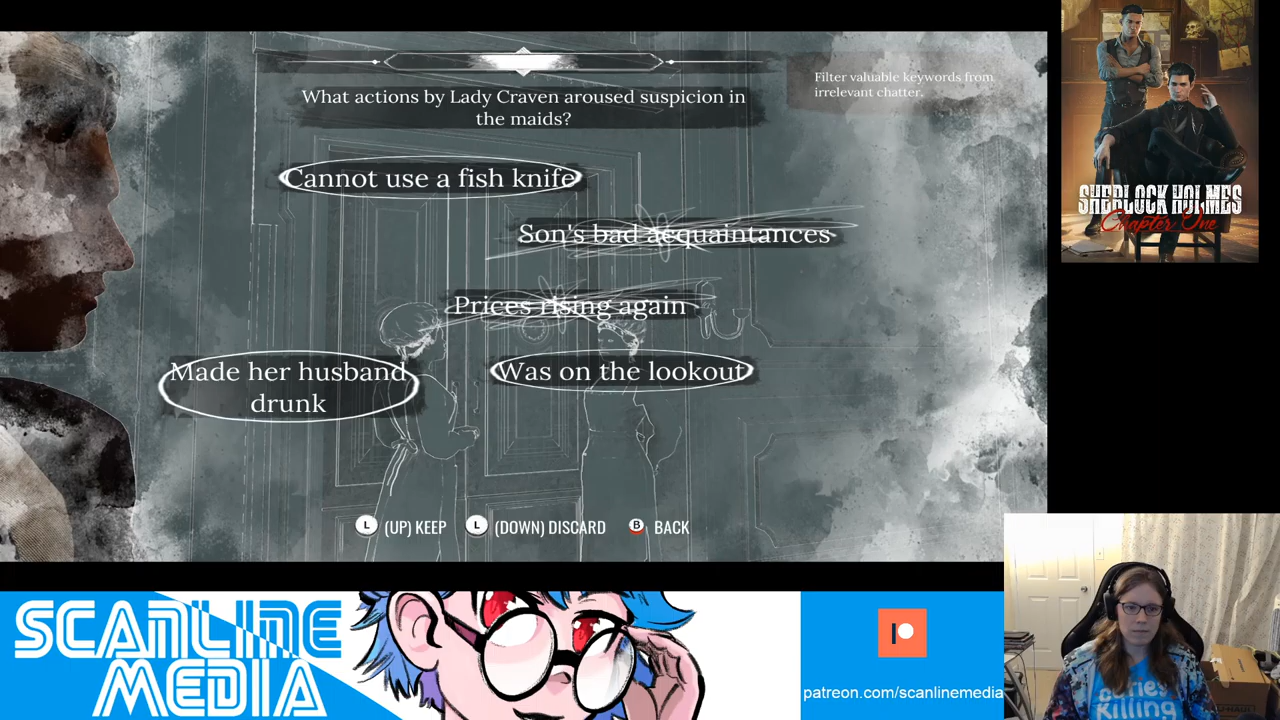 What actions by Lady Craven aroused suspicion in
the maids?
Filter valuable keywords from
irrelevant chatter.
Cannot use a fish knife
Son's bad acquaintances
Prices rising again
Made her husband
drunk
Was on the lookout
L (UP) KEEP L (DOWN) DISCARD B BACK
SHERLOCK HOLMES
Chapter One
SCANLINE
MEDIA
patreon.com/scanlinemedia
Killing